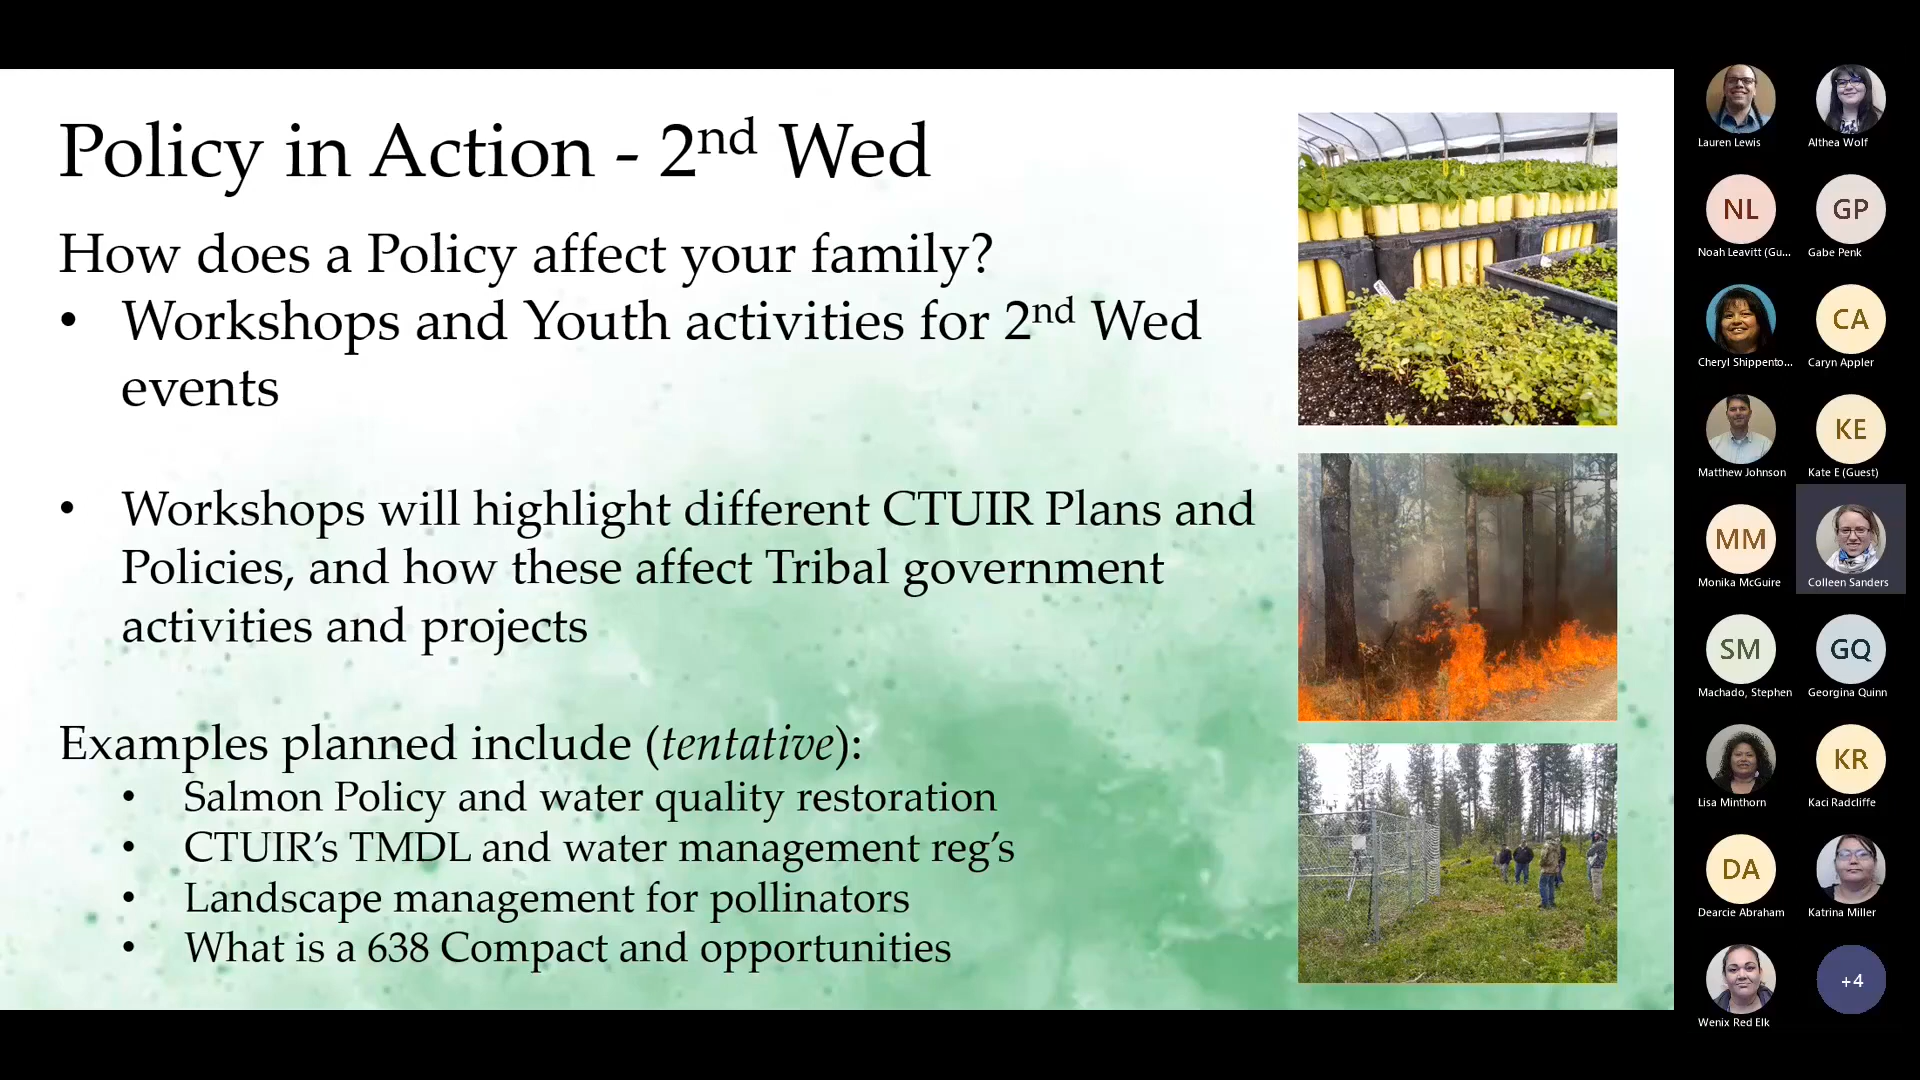 Policy in Action - 2nd Wed
How does a Policy affect your family?
• Workshops and Youth activities for 2nd Wed
events
• Workshops will highlight different CTUIR Plans and
Policies, and how these affect Tribal government
activities and projects
Examples planned include (tentative):
• Salmon Policy and water quality restoration
• CTUIR’s TMDL and water management reg’s
• Landscape management for pollinators
• What is a 638 Compact and opportunities
Lauren Lewis
Althea Wolf
NL
Noah Leavitt (Gu...
GP
Gabe Penk
Cheryl Shippento...
CA
Caryn Appler
Matthew Johnson
KE
Kate E (Guest)
MM
Monika McGuire
Colleen Sanders
SM
Machado, Stephen
GQ
Georgina Quinn
Lisa Minthorn
KR
Kaci Radcliffe
DA
Dearcie Abraham
Katrina Miller
Wenix Red Elk
+4